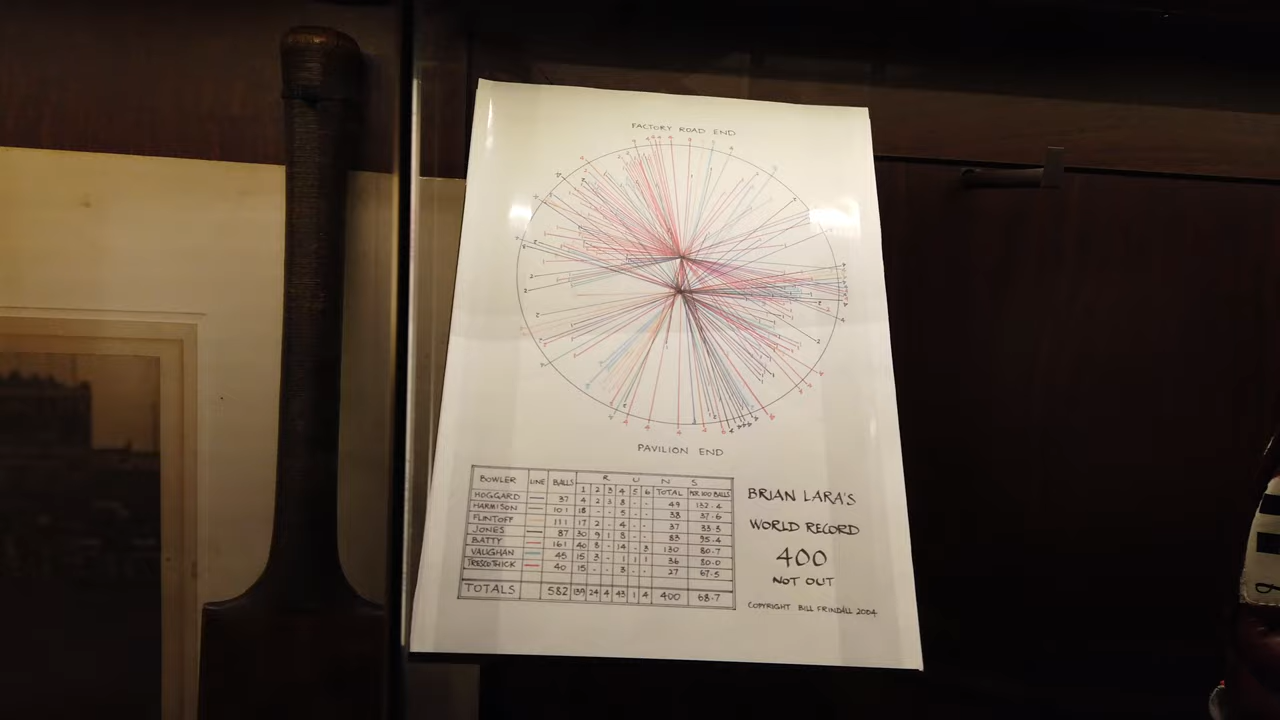 FACTORY ROAD END
PAVILION END
BOWLER LINE BALLS R U N S
1 2 3 4 5 6 TOTAL PER 100 BALLS
HOGGARD 37 4 2 3 8 - - 49 132.4
HARMISON 101 18 - - 5 - - 38 37.6
FLINTOFF 111 17 2 - 4 - - 37 33.3
JONES 87 30 9 1 8 - - 83 95.4
BATTY 161 40 8 - 14 - 3 130 80.7
VAUGHAN 45 15 3 - 1 1 1 36 80.0
TRESCOTHICK 40 15 - - 3 - - 27 67.5
TOTALS 582 139 24 4 43 1 4 400 68.7
BRIAN LARA'S
WORLD RECORD
400
NOT OUT
COPYRIGHT BILL FRINDALL 2004